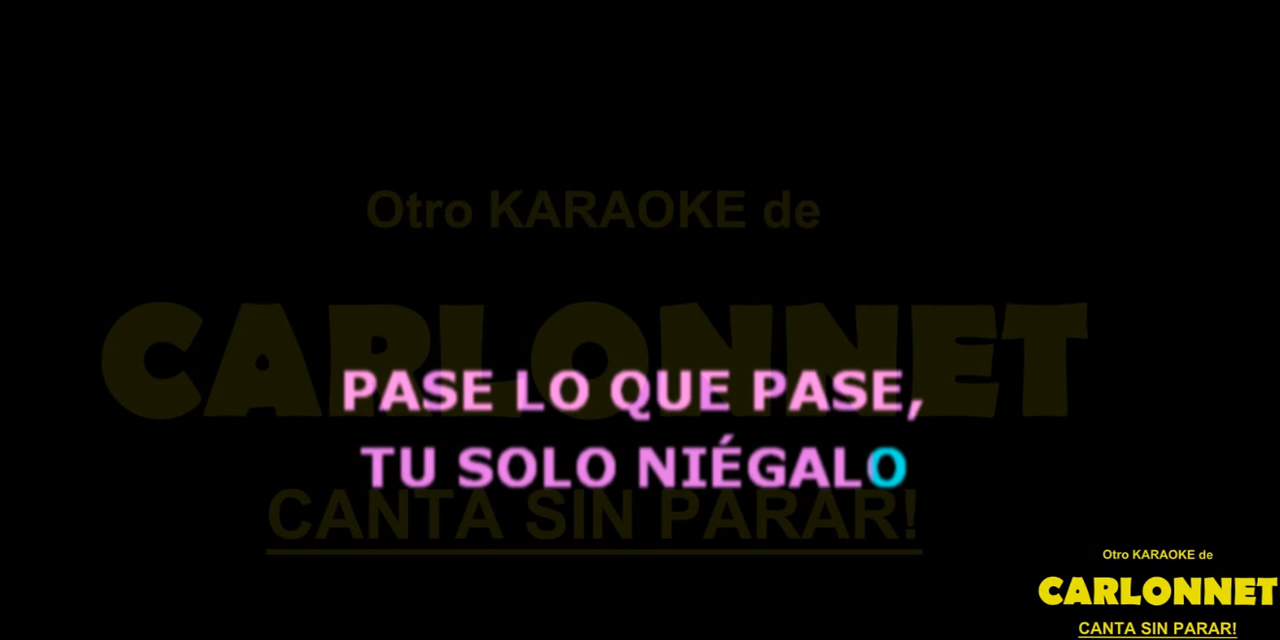 Otro KARAOKE de
CARLONNET
PASE LO QUE PASE,
TU SOLO NIÉGALO
CANTA SIN PARAR!
Otro KARAOKE de
CARLONNET
CANTA SIN PARAR!